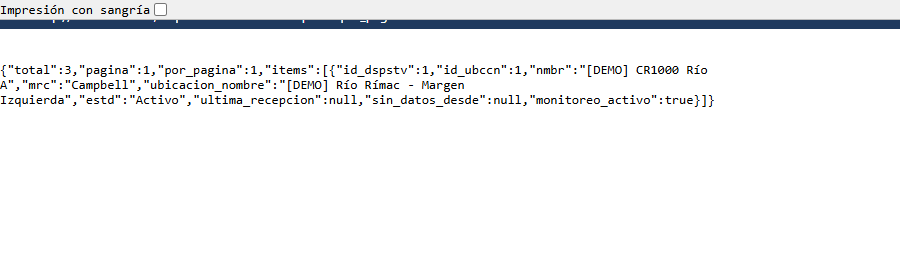 Impresión con sangría
{"total":3,"pagina":1,"por_pagina":1,"items":[{"id_dspstv":1,"id_ubccn":1,"nmbr":"[DEMO] CR1000 Río
A","mrc":"Campbell","ubicacion_nombre":"[DEMO] Río Rímac - Margen
Izquierda","estd":"Activo","ultima_recepcion":null,"sin_datos_desde":null,"monitoreo_activo":true}]}